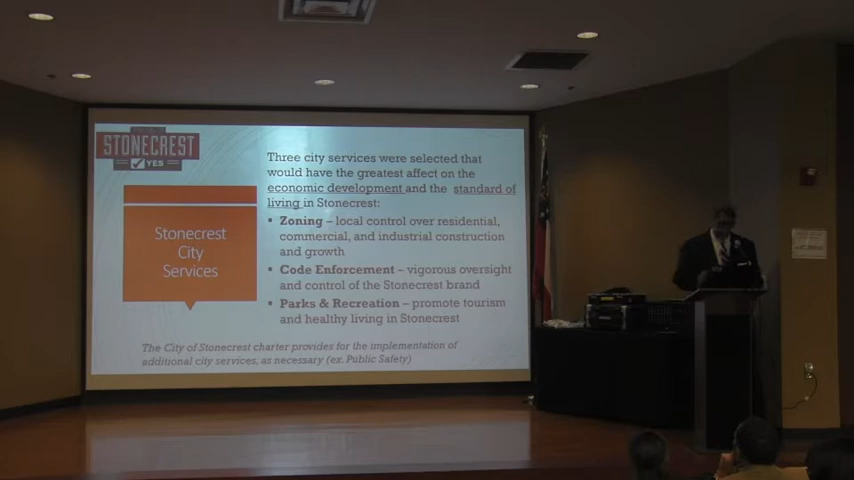 STONECREST
YES
Three city services were selected that
would have the greatest affect on the
economic development and the standard of
living in Stonecrest:
Stonecrest
City
Services
▪ Zoning – local control over residential,
commercial, and industrial construction
and growth
▪ Code Enforcement – vigorous oversight
and control of the Stonecrest brand
▪ Parks & Recreation – promote tourism
and healthy living in Stonecrest
The City of Stonecrest charter provides for the implementation of
additional city services, as necessary (ex. Public Safety)